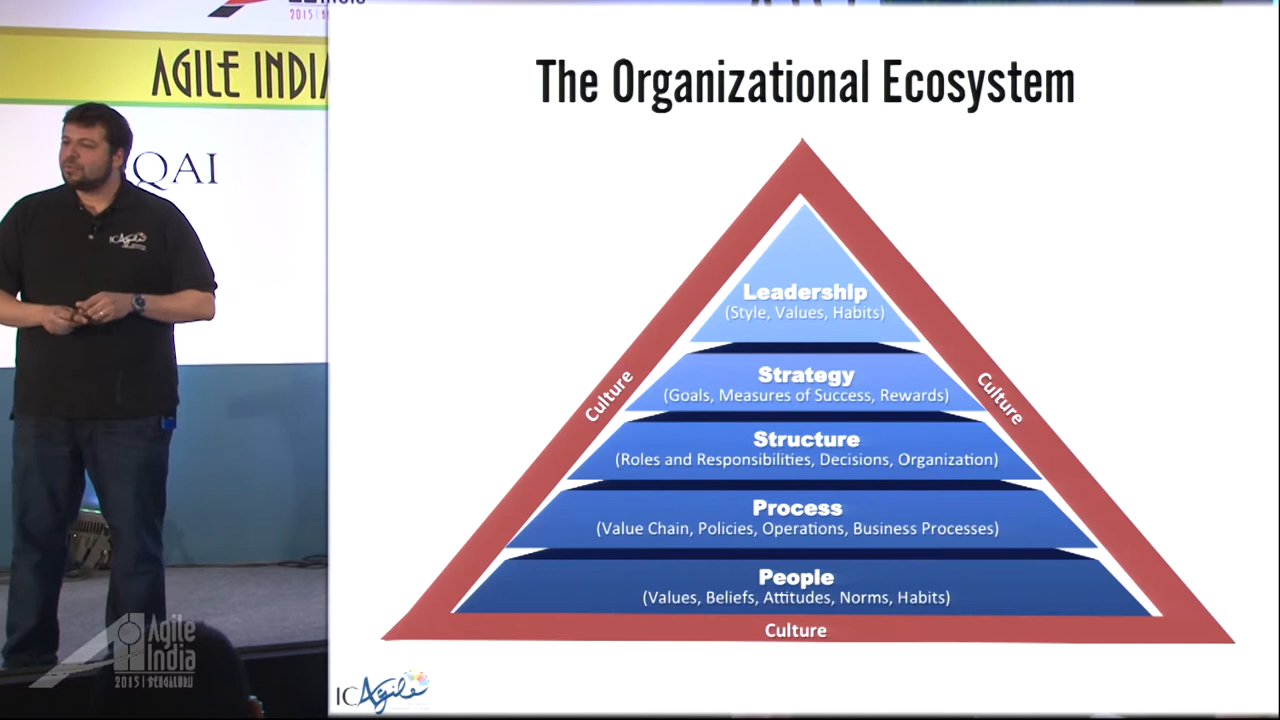 2015 | B
AGILE INDIA
QAI
ICAgile
Agile
India
2015 | BENGALURU
The Organizational Ecosystem
Leadership
(Style, Values, Habits)
Culture
Culture
Strategy
(Goals, Measures of Success, Rewards)
Structure
(Roles and Responsibilities, Decisions, Organization)
Process
(Value Chain, Policies, Operations, Business Processes)
People
(Values, Beliefs, Attitudes, Norms, Habits)
Culture
ICAgile